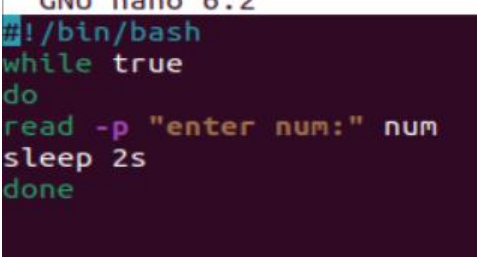 GNU nano 6.2
#!/bin/bash
while true
do
read -p "enter num:" num
sleep 2s
done